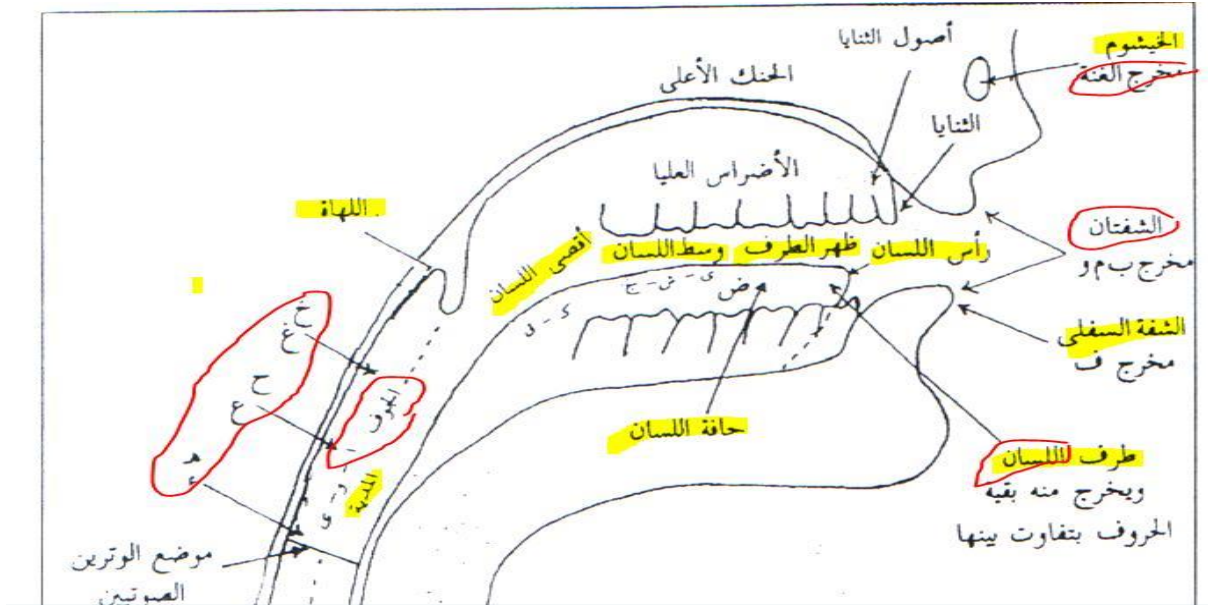 الخيشوم
مخرج الغنة
أصول الثنايا
الحنك الأعلى
الثنايا
الأضراس العليا
اللهاة
الشفتان
مخرج ب م و
أقصى اللسان
وسط اللسان
ظهر الطرف
رأس اللسان
ي - ش - ج
ض
ك - ق
الشفة السفلى
مخرج ف
خ
غ
ح
ع
هـ
ء
الجوف
ا - و - ي
المدية
حافة اللسان
طرف اللسان
ويخرج منه بقيه
الحروف بتفاوت بينها
موضع الوترين
الصوتيين